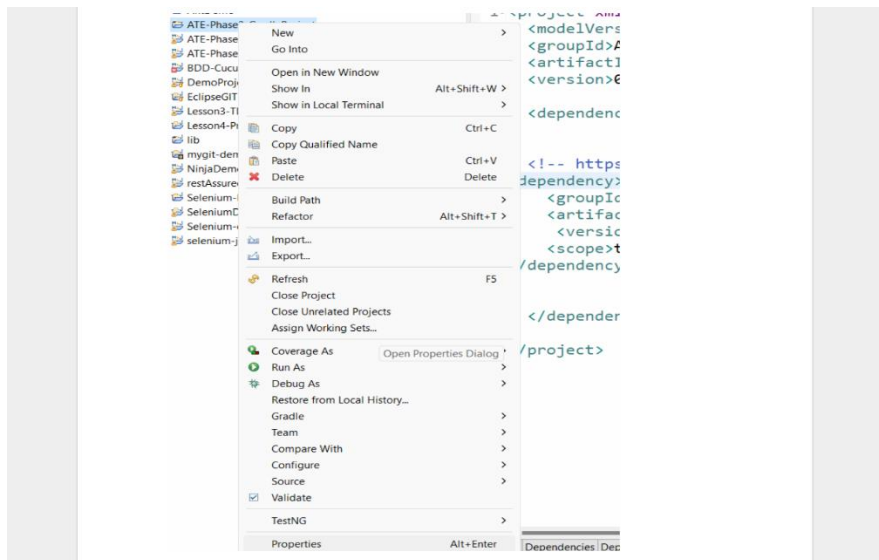 ATE-Phase
New
Go Into
ATE-Phase
ATE-Phase
BDD-Cucu
DemoProj
EclipseGIT
Lesson3-T
Lesson4-P
lib
mygit-den
NinjaDem
restAssure
Selenium-
SeleniumD
Selenium-
selenium-j
Open in New Window
Show In Alt+Shift+W >
Show in Local Terminal >
Copy Ctrl+C
Copy Qualified Name
Paste Ctrl+V
Delete Delete
Build Path >
Refactor Alt+Shift+T >
Import...
Export...
Refresh F5
Close Project
Close Unrelated Projects
Assign Working Sets...
Coverage As
Open Properties Dialog
Run As >
Debug As >
Restore from Local History...
Gradle >
Team >
Compare With >
Configure >
Source >
Validate
TestNG >
Properties Alt+Enter
<modelVers
<groupId>A
<artifactI
<version>0
<dependenc
<!-- https
dependency>
<groupId
<artifac
<versic
<scope>t
/dependency
</depender
/project>
Dependencies Dep